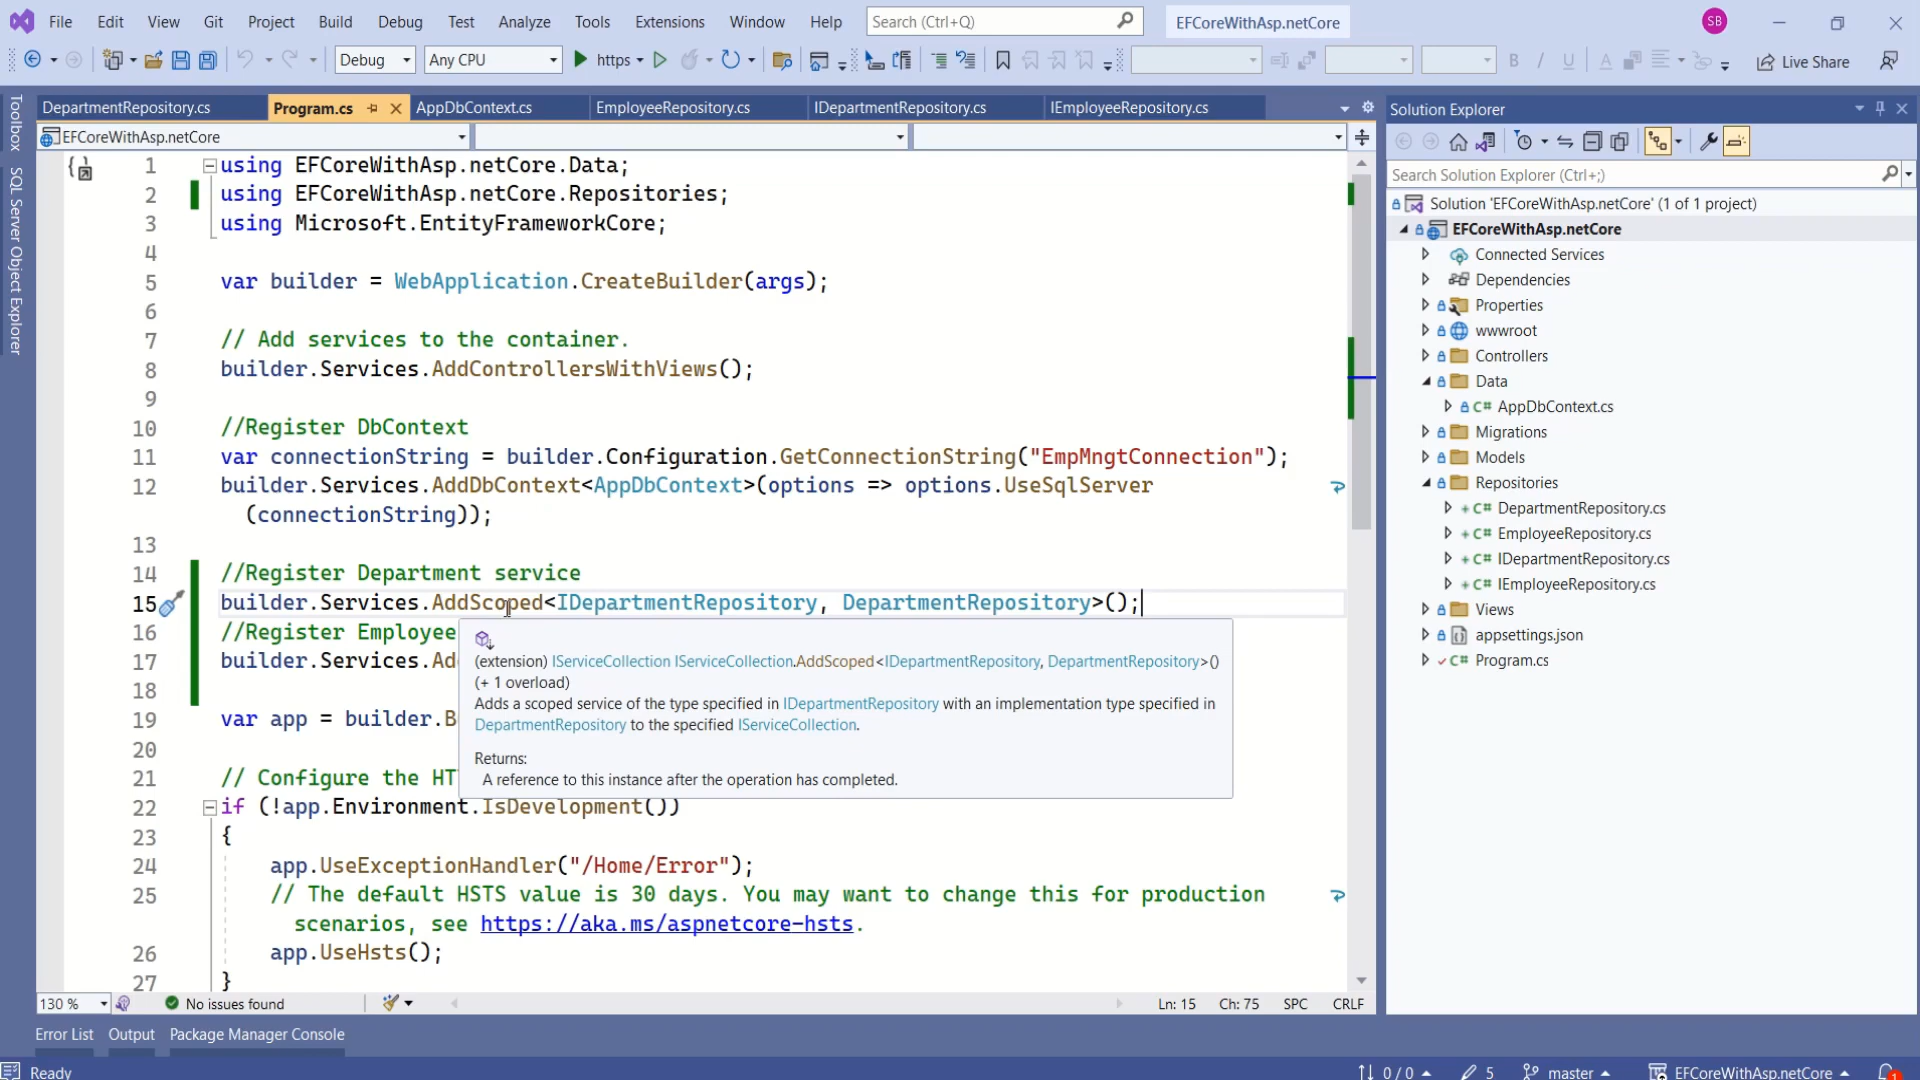 File Edit View Git Project Build Debug Test Analyze Tools Extensions Window Help Search (Ctrl+Q) EFCoreWithAsp.netCore SB
Debug Any CPU https Live Share
Toolbox
SQL Server Object Explorer
DepartmentRepository.cs Program.cs AppDbContext.cs EmployeeRepository.cs IDepartmentRepository.cs IEmployeeRepository.cs
EFCoreWithAsp.netCore
1 using EFCoreWithAsp.netCore.Data;
2 using EFCoreWithAsp.netCore.Repositories;
3 using Microsoft.EntityFrameworkCore;
4
5 var builder = WebApplication.CreateBuilder(args);
6
7 // Add services to the container.
8 builder.Services.AddControllersWithViews();
9
10 //Register DbContext
11 var connectionString = builder.Configuration.GetConnectionString("EmpMngtConnection");
12 builder.Services.AddDbContext<AppDbContext>(options => options.UseSqlServer
(connectionString));
13
14 //Register Department service
15 builder.Services.AddScoped<IDepartmentRepository, DepartmentRepository>();
16 //Register Employee
17 builder.Services.Ad
18
19 var app = builder.B
20
21 // Configure the HT
22 if (!app.Environment.IsDevelopment())
23 {
24 app.UseExceptionHandler("/Home/Error");
25 // The default HSTS value is 30 days. You may want to change this for production
scenarios, see https://aka.ms/aspnetcore-hsts.
26 app.UseHsts();
27 }
(extension) IServiceCollection IServiceCollection.AddScoped<IDepartmentRepository, DepartmentRepository>()
(+ 1 overload)
Adds a scoped service of the type specified in IDepartmentRepository with an implementation type specified in
DepartmentRepository to the specified IServiceCollection.
Returns:
A reference to this instance after the operation has completed.
130 % No issues found Ln: 15 Ch: 75 SPC CRLF
Error List Output Package Manager Console
Solution Explorer
Search Solution Explorer (Ctrl+;)
Solution 'EFCoreWithAsp.netCore' (1 of 1 project)
EFCoreWithAsp.netCore
Connected Services
Dependencies
Properties
wwwroot
Controllers
Data
C# AppDbContext.cs
Migrations
Models
Repositories
C# DepartmentRepository.cs
C# EmployeeRepository.cs
C# IDepartmentRepository.cs
C# IEmployeeRepository.cs
Views
appsettings.json
C# Program.cs
Ready 0 / 0 5 master EFCoreWithAsp.netCore 1